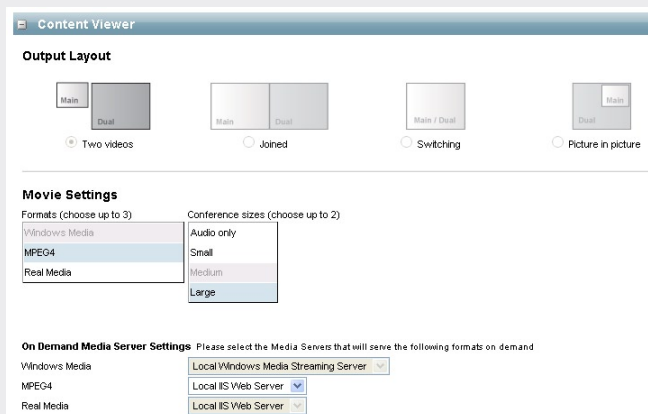 Content Viewer
Output Layout
Main
Dual
Main Dual
Main / Dual
Main
Dual
Two videos Joined Switching Picture in picture
Movie Settings
Formats (choose up to 3) Conference sizes (choose up to 2)
Windows Media Audio only
MPEG4 Small
Real Media Medium
Large
On Demand Media Server Settings Please select the Media Servers that will serve the following formats on demand
Windows Media Local Windows Media Streaming Server
MPEG4 Local IIS Web Server
Real Media Local IIS Web Server